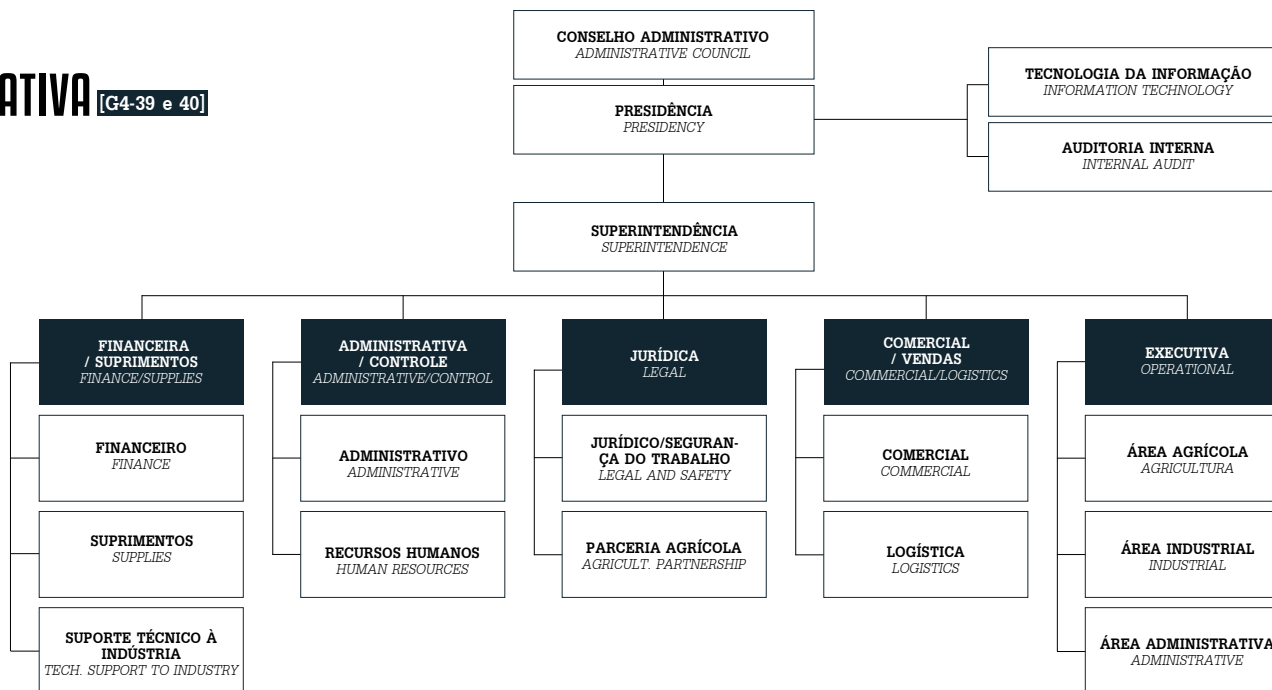 ATIVA [G4-39 e 40]
CONSELHO ADMINISTRATIVO
ADMINISTRATIVE COUNCIL
PRESIDÊNCIA
PRESIDENCY
TECNOLOGIA DA INFORMAÇÃO
INFORMATION TECHNOLOGY
AUDITORIA INTERNA
INTERNAL AUDIT
SUPERINTENDÊNCIA
SUPERINTENDENCE
FINANCEIRA
/ SUPRIMENTOS
FINANCE/SUPPLIES
FINANCEIRO
FINANCE
SUPRIMENTOS
SUPPLIES
SUPORTE TÉCNICO À
INDÚSTRIA
TECH. SUPPORT TO INDUSTRY
ADMINISTRATIVA
/ CONTROLE
ADMINISTRATIVE/CONTROL
ADMINISTRATIVO
ADMINISTRATIVE
RECURSOS HUMANOS
HUMAN RESOURCES
JURÍDICA
LEGAL
JURÍDICO/SEGURAN-
ÇA DO TRABALHO
LEGAL AND SAFETY
PARCERIA AGRÍCOLA
AGRICULT. PARTNERSHIP
COMERCIAL
/ VENDAS
COMMERCIAL/LOGISTICS
COMERCIAL
COMMERCIAL
LOGÍSTICA
LOGISTICS
EXECUTIVA
OPERATIONAL
ÁREA AGRÍCOLA
AGRICULTURA
ÁREA INDUSTRIAL
INDUSTRIAL
ÁREA ADMINISTRATIVA
ADMINISTRATIVE